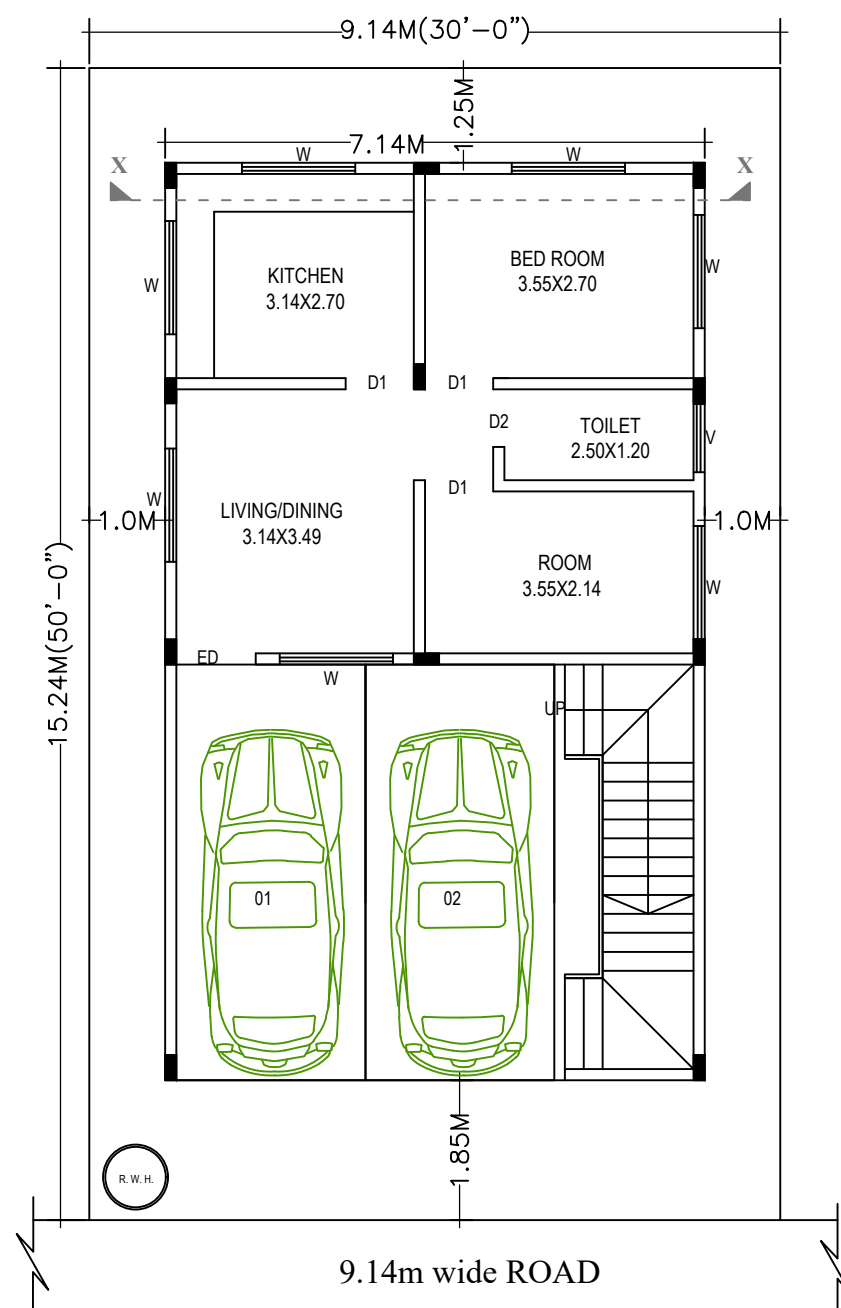 9.14M(30'-0")
1.25M
7.14M
W
W
X
X
KITCHEN
3.14X2.70
BED ROOM
3.55X2.70
W
W
D1
D1
D2
TOILET
2.50X1.20
V
D1
W
LIVING/DINING
3.14X3.49
1.0M
1.0M
ROOM
3.55X2.14
W
15.24M(50'-0")
ED
W
UP
01
02
1.85M
R. W. H.
9.14m wide ROAD